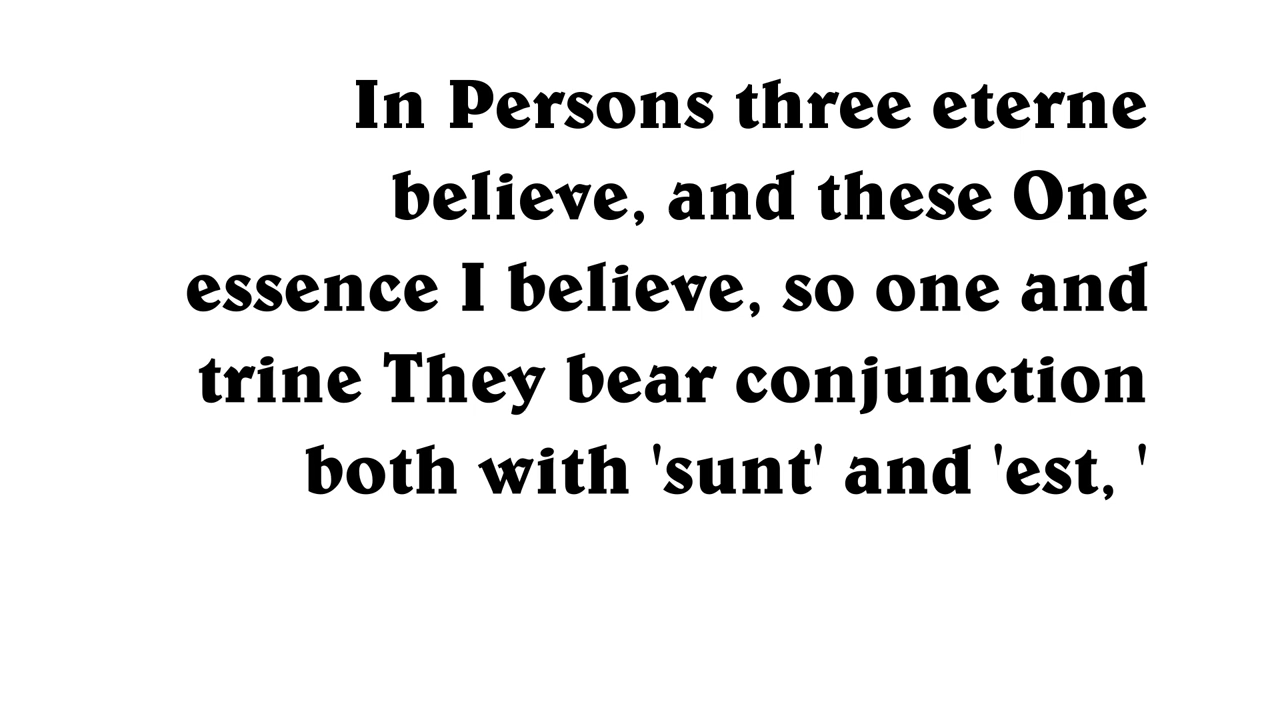 In Persons three eterne
believe, and these One
essence I believe, so one and
trine They bear conjunction
both with 'sunt' and 'est, '